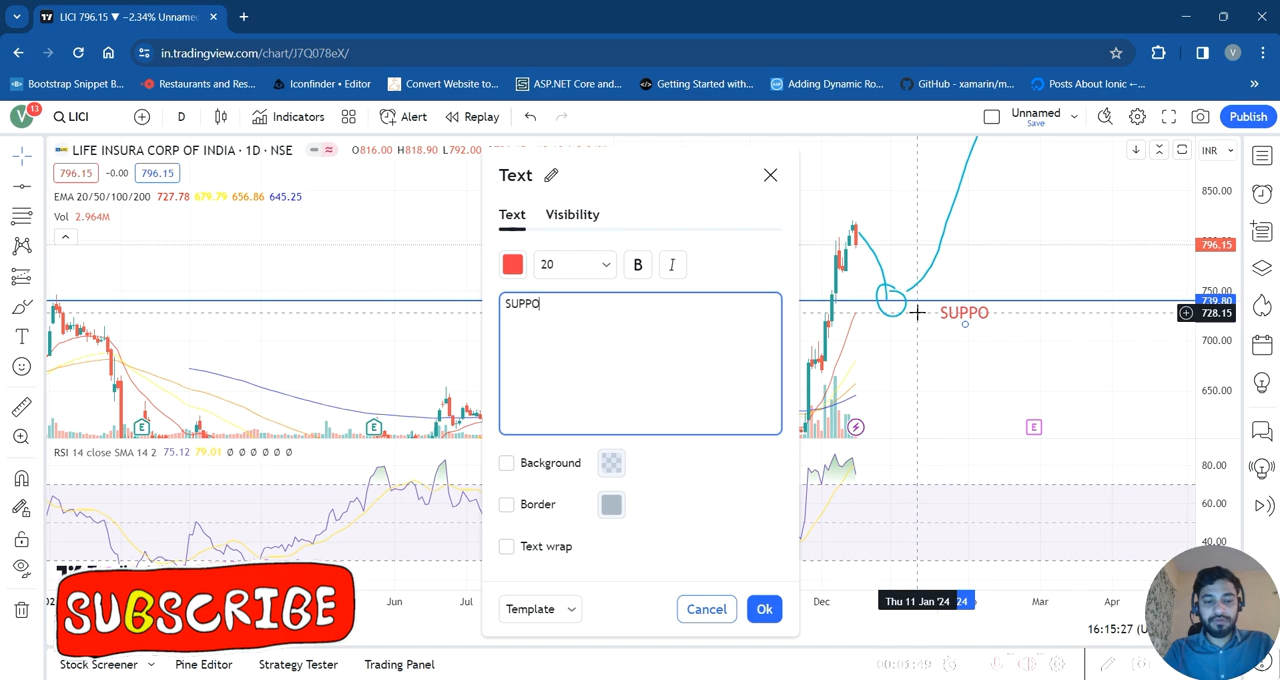 LICI 796.15 ▼ −2.34% Unname
in.tradingview.com/chart/J7Q078eX/
V
Bootstrap Snippet B...
Restaurants and Res...
Iconfinder • Editor
Convert Website to...
ASP.NET Core and...
Getting Started with...
Adding Dynamic Ro...
GitHub - xamarin/m...
Posts About Ionic ←...
V
13
LICI
D
Indicators
Alert
Replay
Unnamed
Save
Publish
LIFE INSURA CORP OF INDIA · 1D · NSE
O816.00 H818.90 L792.00
INR
796.15
-0.00
796.15
EMA 20/50/100/200 727.78 679.79 656.86 645.25
Vol 2.964M
Text
Text
Visibility
20
B
I
SUPPO
Background
Border
Text wrap
Template
Cancel
Ok
SUPPO
850.00
796.15
750.00
739.80
728.15
700.00
650.00
E
E
E
RSI 14 close SMA 14 2 75.12 79.01 Ø Ø Ø Ø Ø Ø
80.00
60.00
40.00
SUBSCRIBE
Jun
Jul
Dec
Thu 11 Jan '24
24
Mar
Apr
16:15:27 (U
Stock Screener
Pine Editor
Strategy Tester
Trading Panel
00:01:49